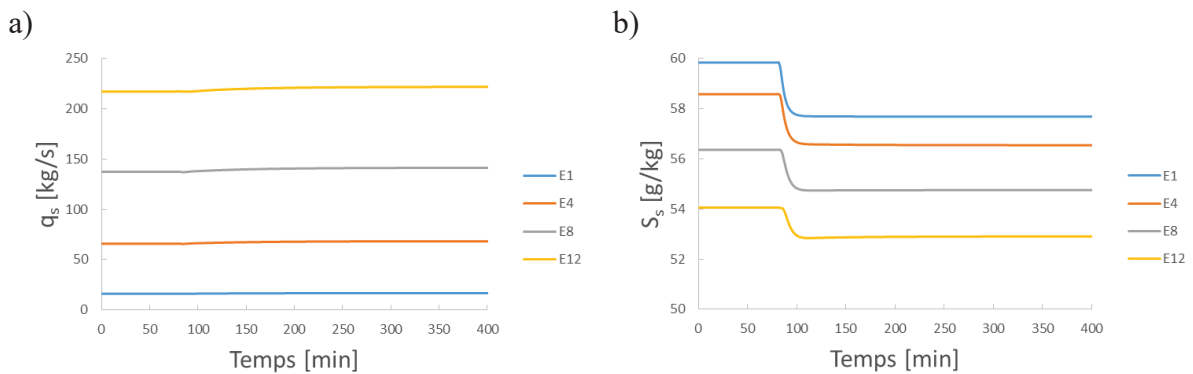 a)
250
200
150
100
50
0
qs [kg/s]
0 50 100 150 200 250 300 350 400
Temps [min]
E1
E4
E8
E12
b)
60
58
56
54
52
50
Ss [g/kg]
0 50 100 150 200 250 300 350 400
Temps [min]
E1
E4
E8
E12